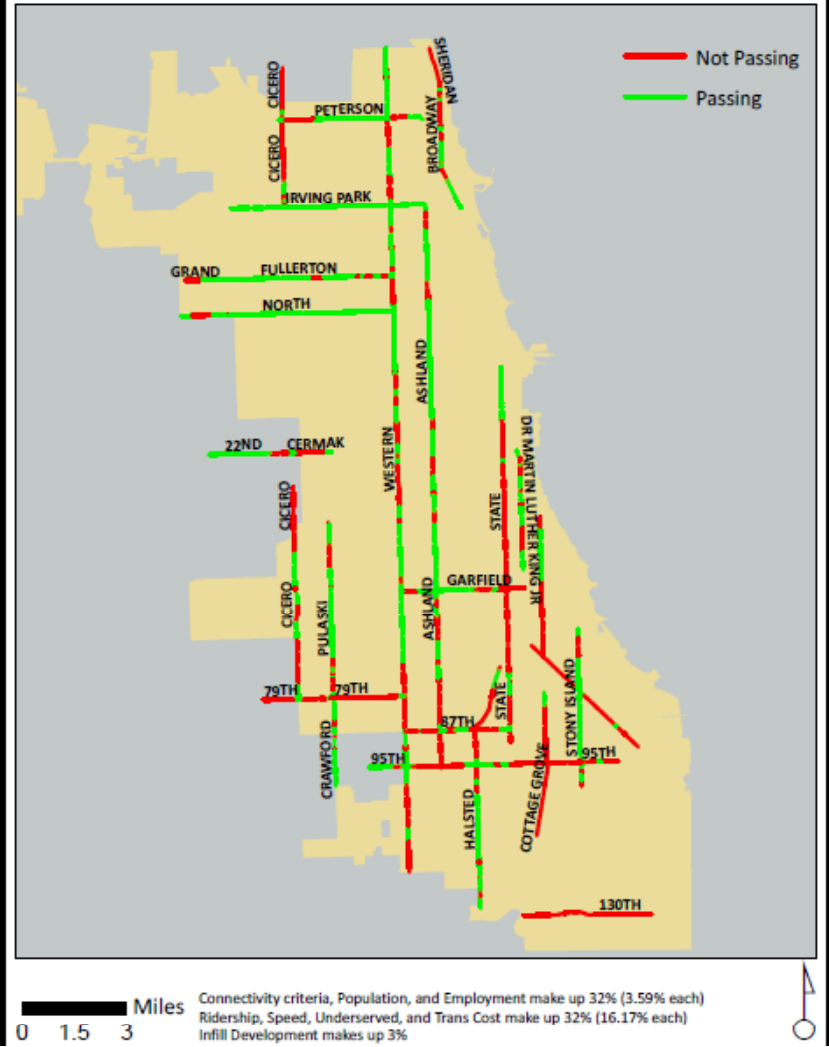 SHERIDAN
Not Passing
Passing
CICERO
PETERSON
BROADWAY
CICERO
IRVING PARK
GRAND
FULLERTON
NORTH
ASHLAND
22ND
CERMAK
WESTERN
DR MARTIN LUTHER KING JR
CICERO
STATE
GARFIELD
CICERO
PULASKI
ASHLAND
79TH
79TH
STATE
STONY ISLAND
87TH
CRAWFORD
95TH
95TH
HALSTED
COTTAGE GROVE
130TH
Miles
0 1.5 3
Connectivity criteria, Population, and Employment make up 32% (3.59% each)
Ridership, Speed, Underserved, and Trans Cost make up 32% (16.17% each)
Infill Development makes up 3%